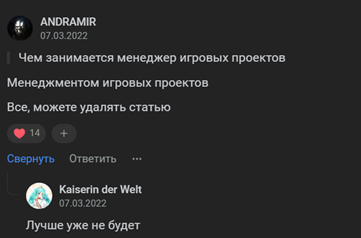 ANDRAMIR
07.03.2022
Чем занимается менеджер игровых проектов
Менеджментом игровых проектов
Все, можете удалять статью
14 +
Свернуть Ответить ...
Kaiserin der Welt
07.03.2022
Лучше уже не будет